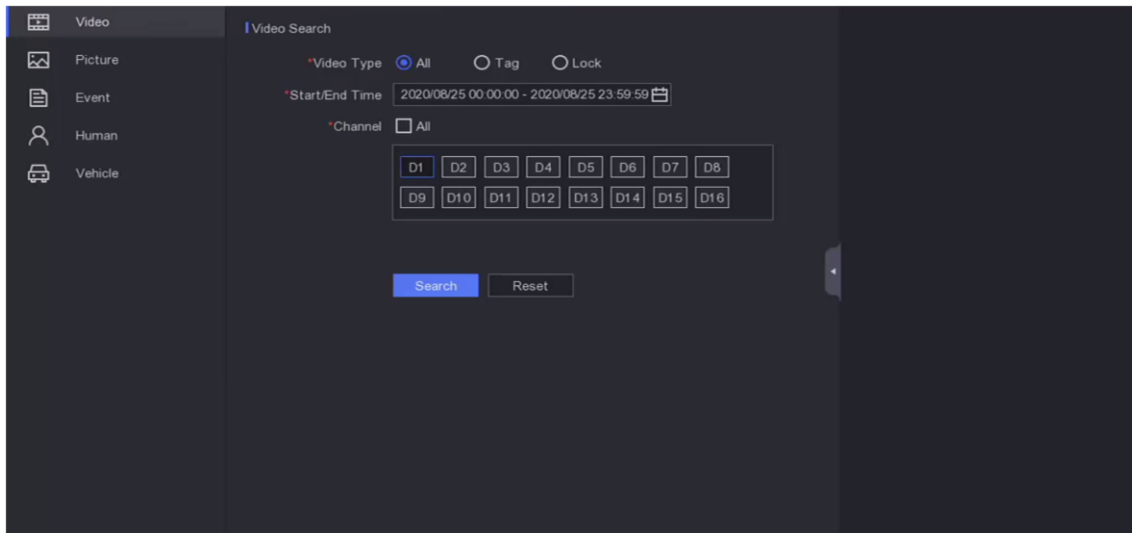 Video
Picture
Event
Human
Vehicle
Video Search
*Video Type All Tag Lock
*Start/End Time 2020/08/25 00:00:00 - 2020/08/25 23:59:59
*Channel All
D1 D2 D3 D4 D5 D6 D7 D8
D9 D10 D11 D12 D13 D14 D15 D16
Search Reset